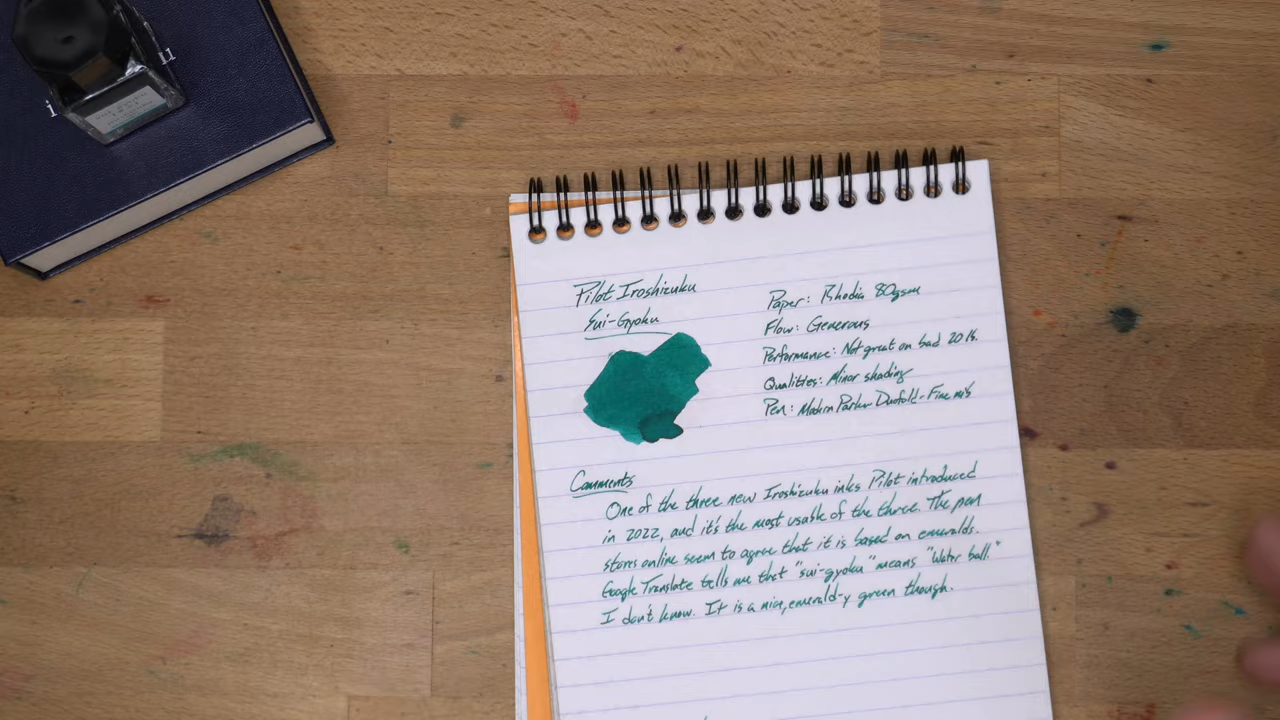 Pilot Iroshizuku
Sui-Gyoku
Paper: Rhodia 80gsm
Flow: Generous
Performance: Not great on bad 20 lb.
Qualities: Minor shading
Pen: Modern Parker Duofold - Fine nib
Comments
One of the three new Iroshizuku inks Pilot introduced
in 2022, and it's the most usable of the three. The pen
stores online seem to agree that it is based on emeralds.
Google Translate tells me that "sui-gyoku" means "Water ball."
I don't know. It is a nice, emerald-y green though.